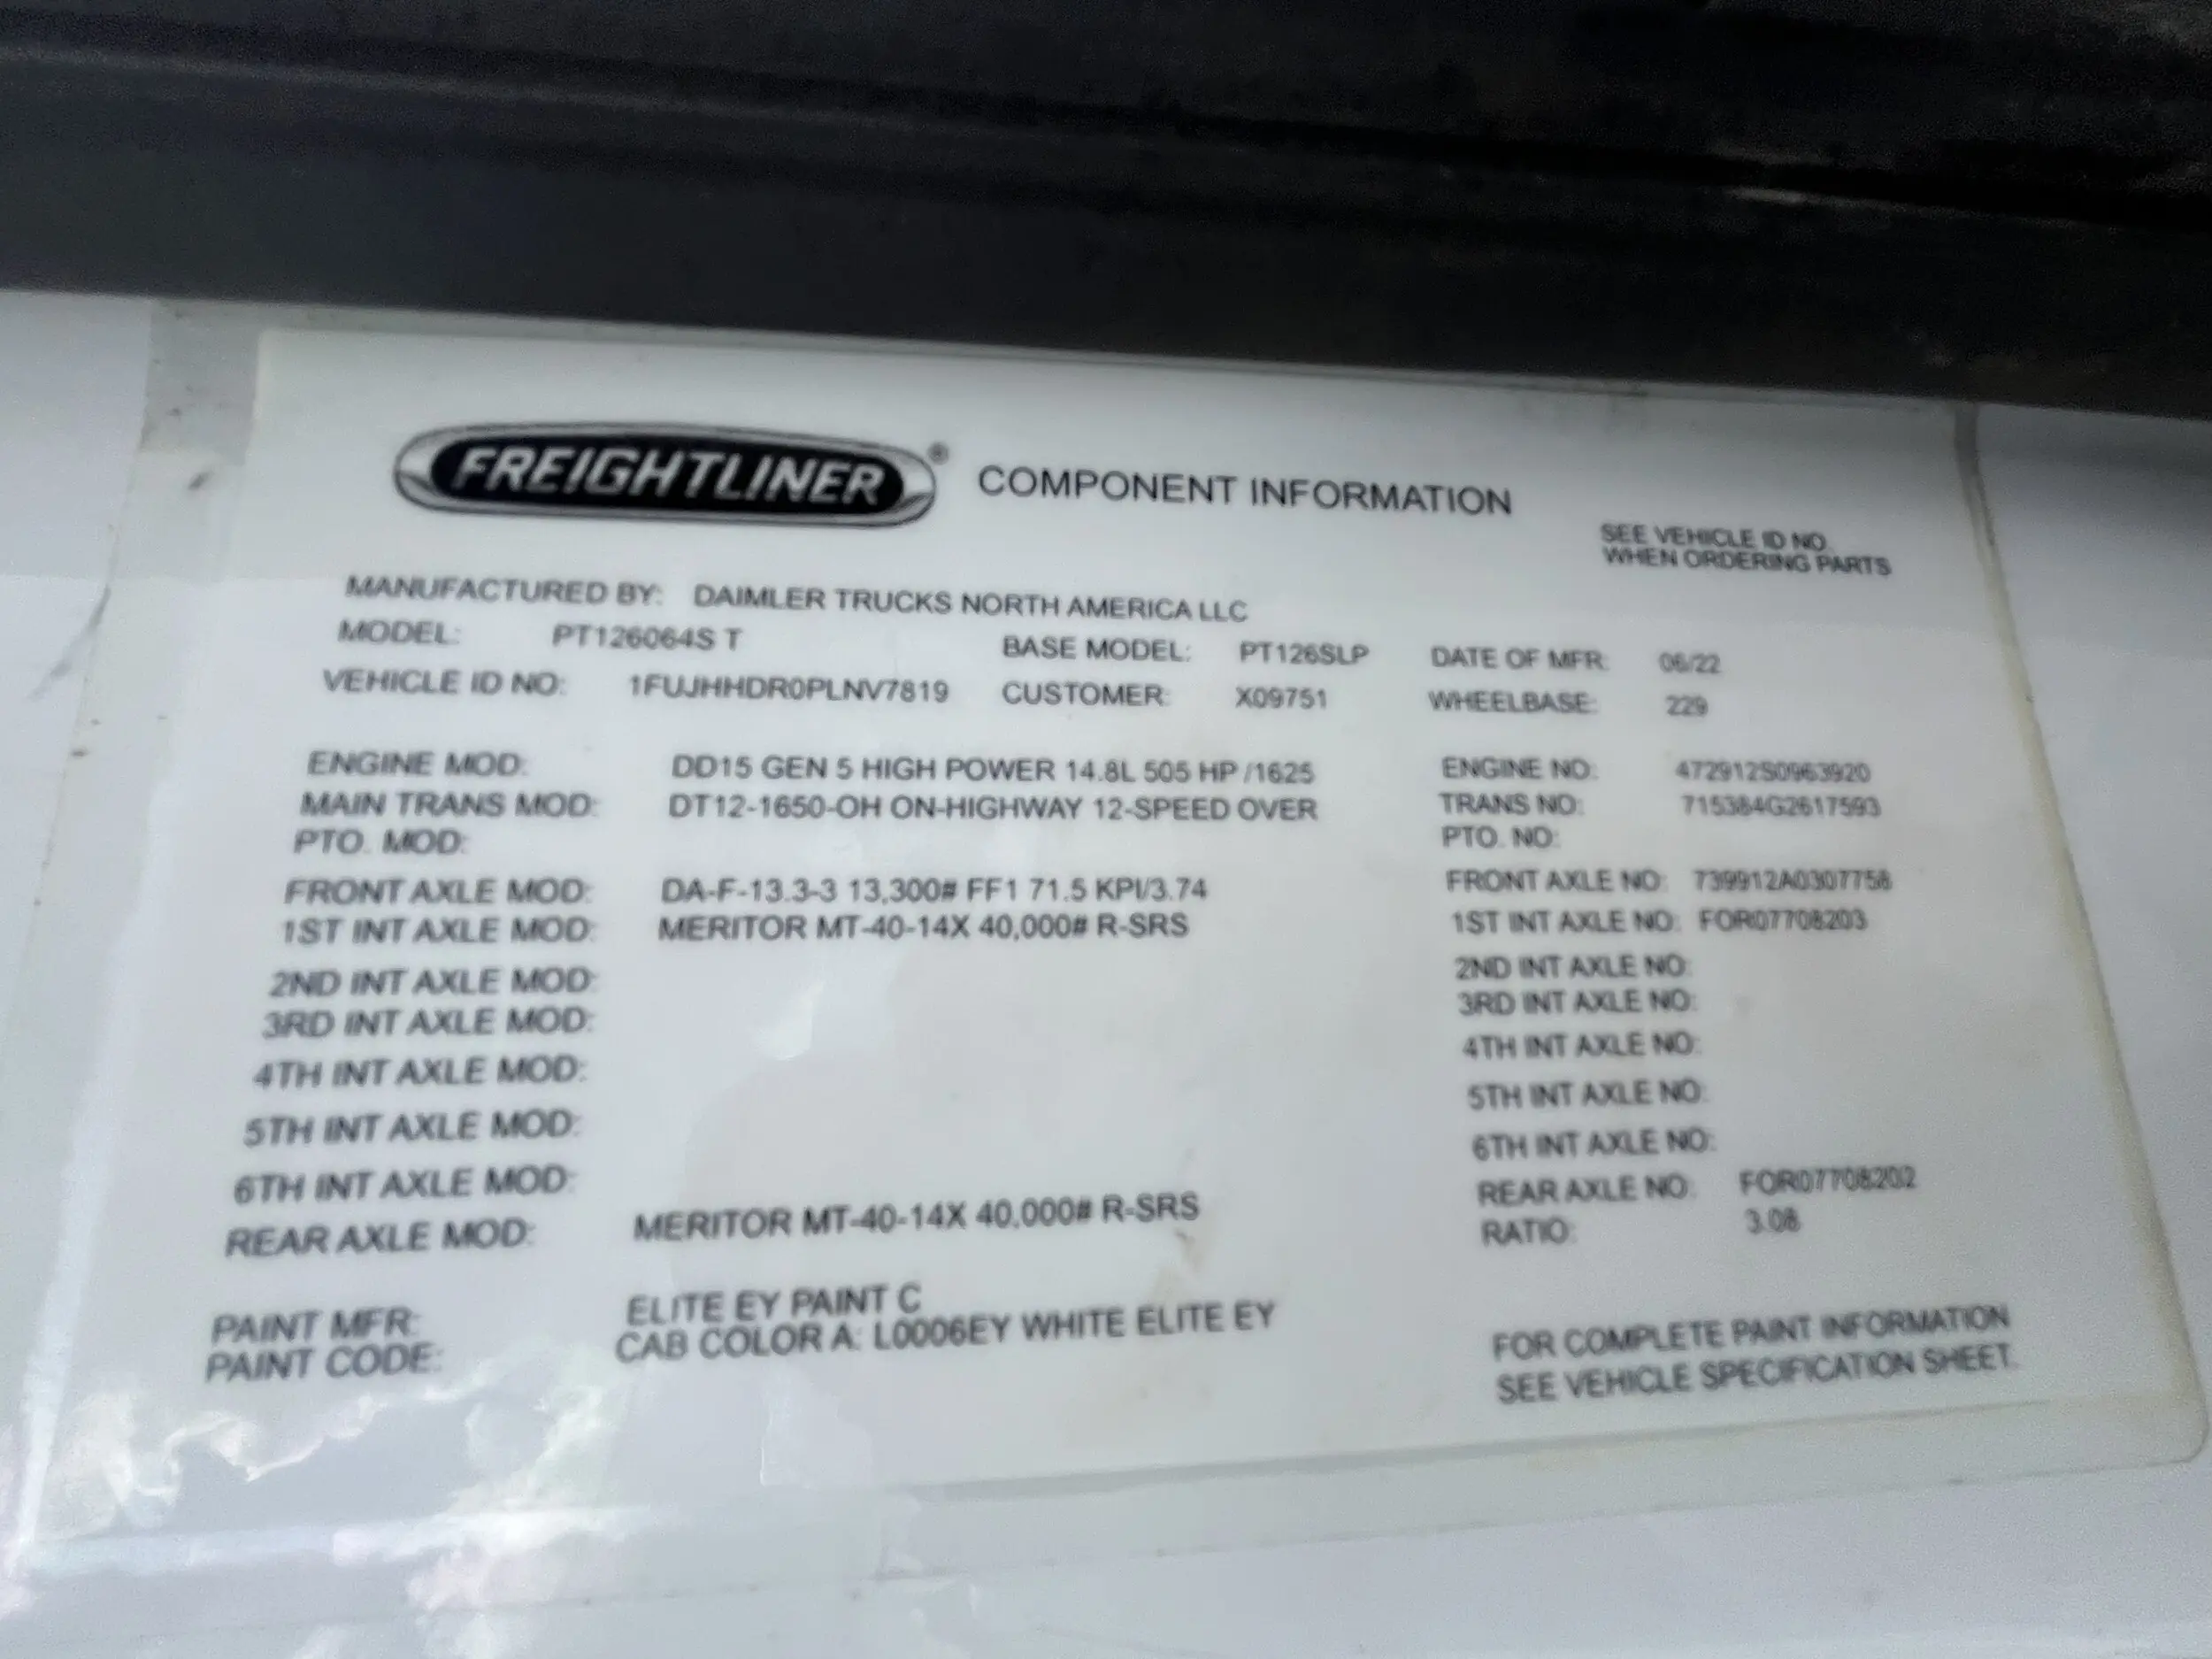 FREIGHTLINER® COMPONENT INFORMATION
SEE VEHICLE ID NO.
WHEN ORDERING PARTS
MANUFACTURED BY: DAIMLER TRUCKS NORTH AMERICA LLC
MODEL: PT126064S T BASE MODEL: PT126SLP DATE OF MFR: 06/22
VEHICLE ID NO: 1FUJHHDR0PLNV7819 CUSTOMER: X09751 WHEELBASE: 229
ENGINE MOD: DD15 GEN 5 HIGH POWER 14.8L 505 HP /1625 ENGINE NO: 472912S0963920
MAIN TRANS MOD: DT12-1650-OH ON-HIGHWAY 12-SPEED OVER TRANS NO: 715384G2617593
PTO. MOD: PTO. NO:
FRONT AXLE MOD: DA-F-13.3-3 13,300# FF1 71.5 KPI/3.74 FRONT AXLE NO: 739912A0307758
1ST INT AXLE MOD: MERITOR MT-40-14X 40,000# R-SRS 1ST INT AXLE NO: FOR07708203
2ND INT AXLE MOD: 2ND INT AXLE NO:
3RD INT AXLE MOD: 3RD INT AXLE NO:
4TH INT AXLE MOD: 4TH INT AXLE NO:
5TH INT AXLE MOD: 5TH INT AXLE NO:
6TH INT AXLE MOD: 6TH INT AXLE NO:
REAR AXLE MOD: MERITOR MT-40-14X 40,000# R-SRS REAR AXLE NO: FOR07708202
RATIO: 3.08
PAINT MFR: ELITE EY PAINT C
PAINT CODE: CAB COLOR A: L0006EY WHITE ELITE EY
FOR COMPLETE PAINT INFORMATION
SEE VEHICLE SPECIFICATION SHEET.